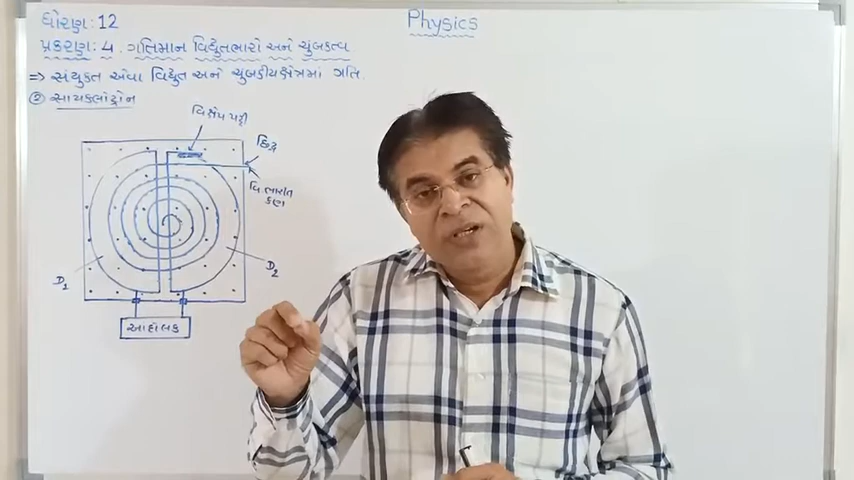 ધોરણ: 12
Physics
પ્રકરણ: 4. ગતિમાન વિદ્યુતભારો અને ચુંબકત્વ
=> સંયુક્ત એવા વિદ્યુત અને ચુંબકીયક્ષેત્રમાં ગતિ.
② સાયક્લોટ્રોન
વિક્ષેપ પટ્ટી
છિદ્ર
વિ.ભારીત
કણ
D1
D2
આંદોલક